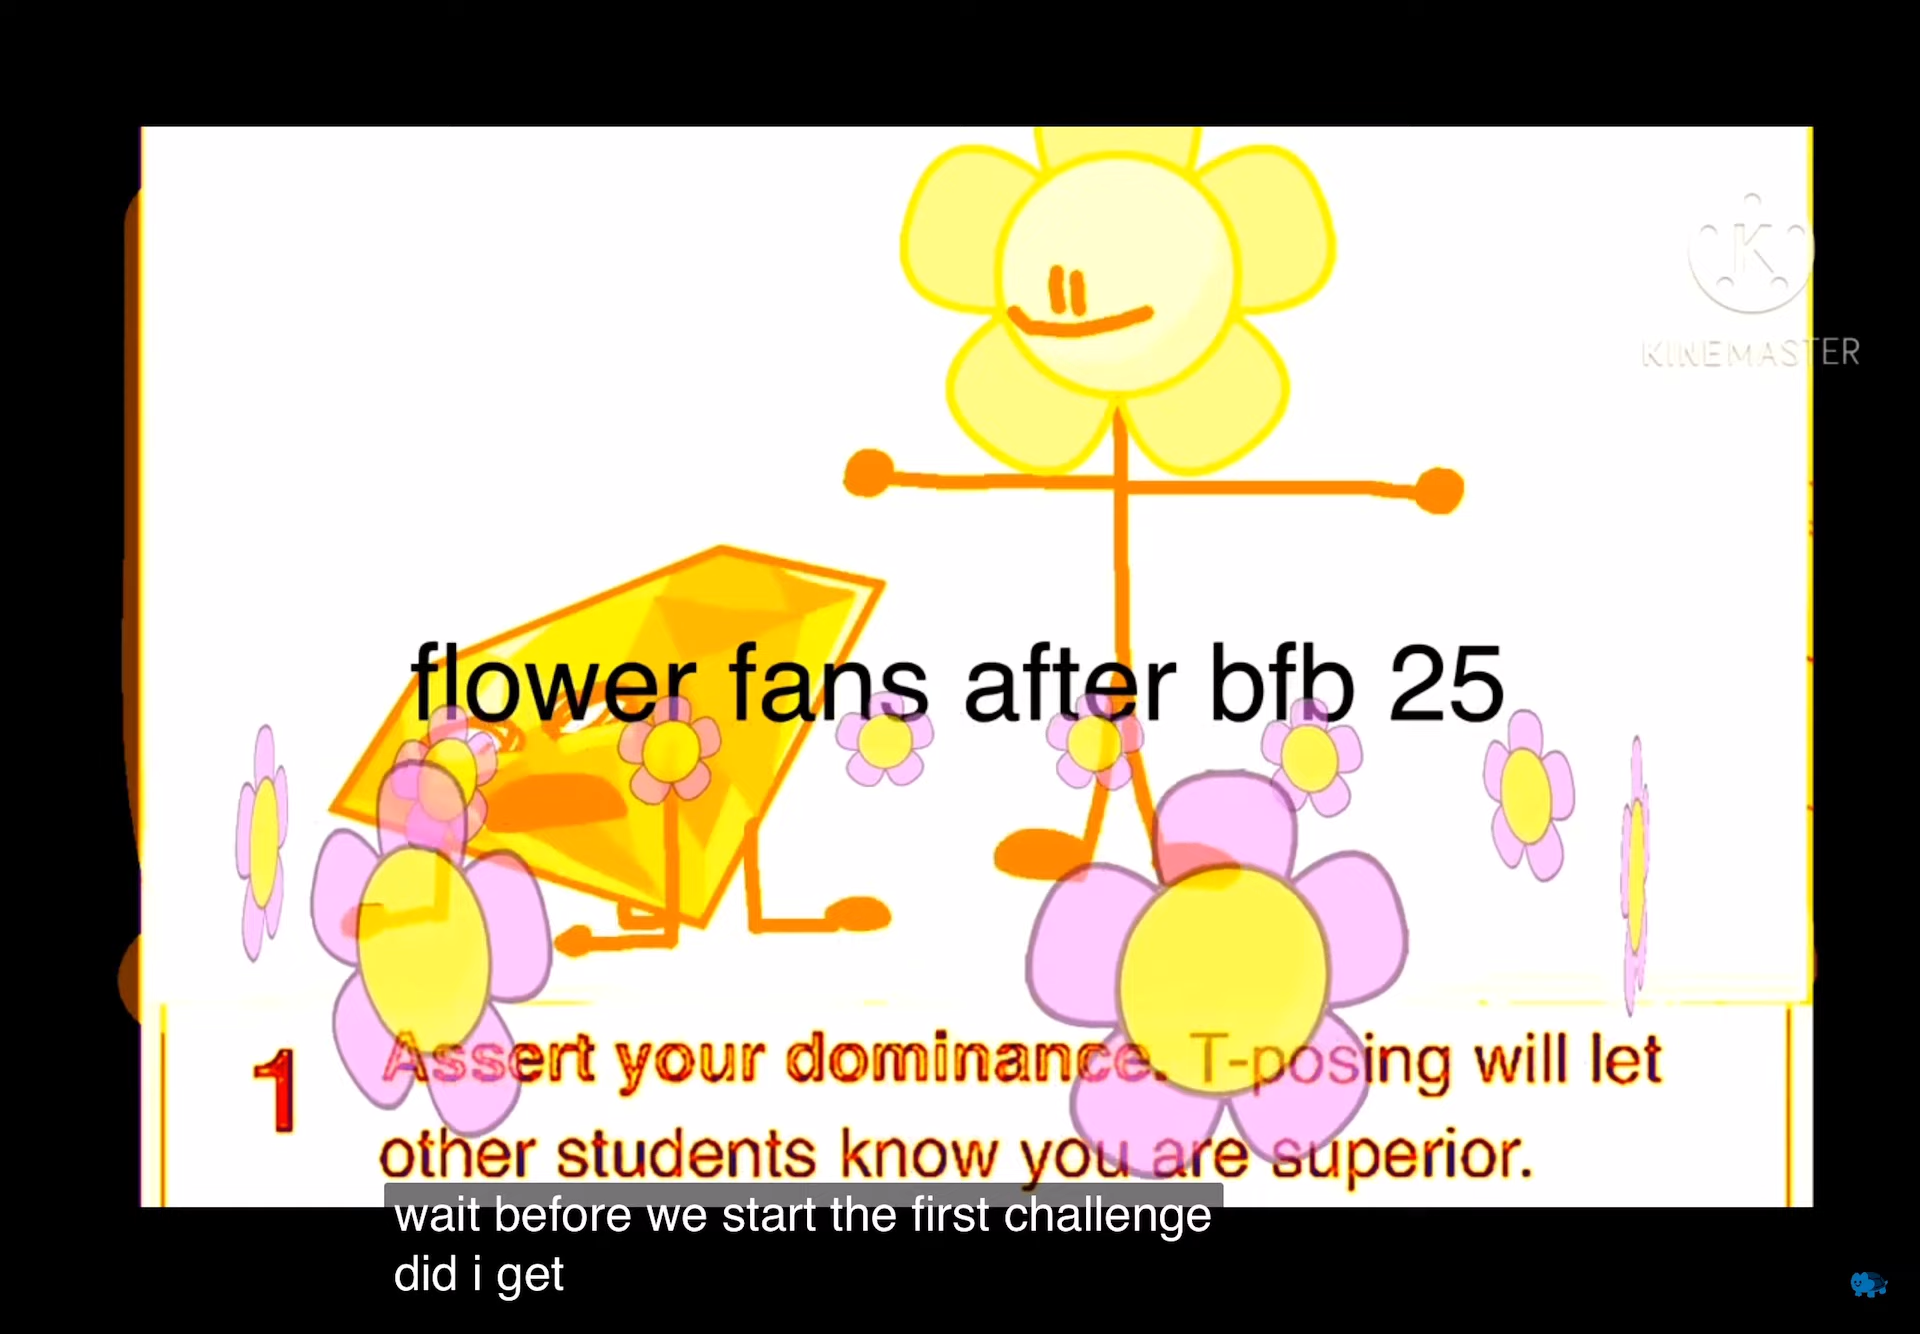 K
KINEMASTER
flower fans after bfb 25
1
Assert your dominance. T-posing will let
other students know you are superior.
wait before we start the first challenge
did i get